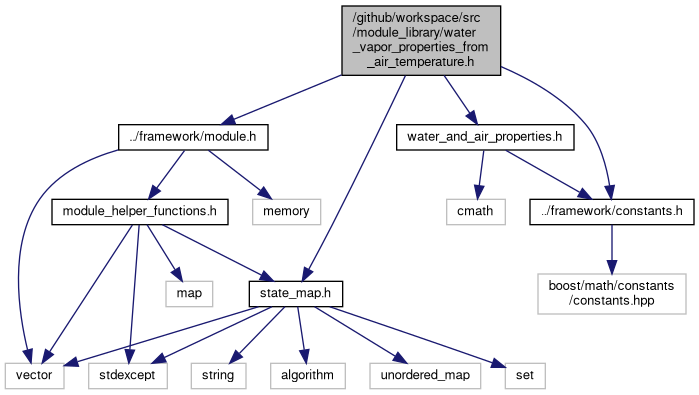 /github/workspace/src
/module_library/water
_vapor_properties_from
_air_temperature.h
../framework/module.h
water_and_air_properties.h
module_helper_functions.h
memory
cmath
../framework/constants.h
map
state_map.h
boost/math/constants
/constants.hpp
vector
stdexcept
string
algorithm
unordered_map
set